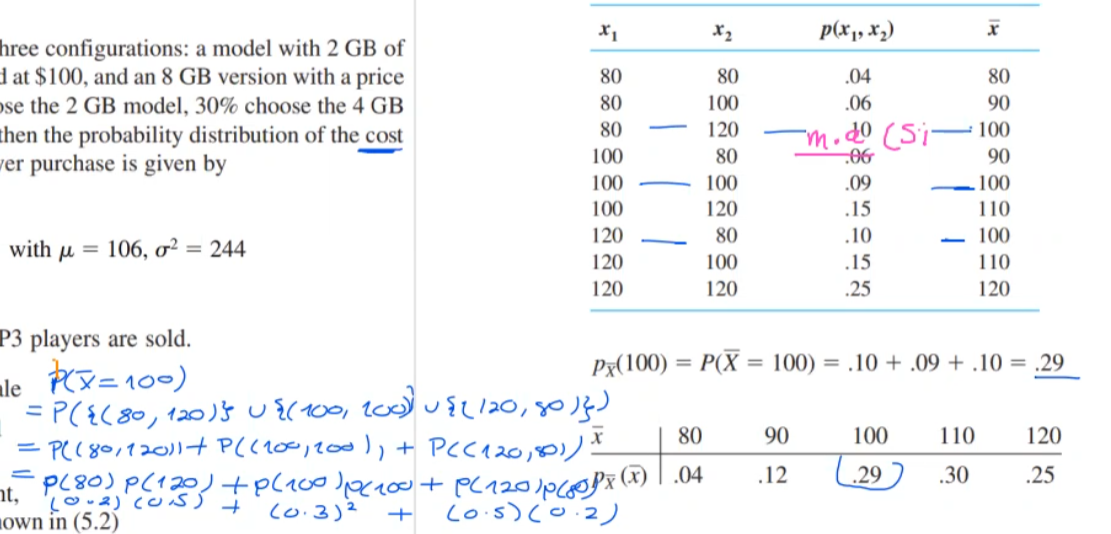 hree configurations: a model with 2 GB of
d at $100, and an 8 GB version with a price
ose the 2 GB model, 30% choose the 4 GB
then the probability distribution of the cost
ver purchase is given by
with μ = 106, σ² = 244
P3 players are sold.
ale P(x̄=100)
= P({(80, 120)} ∪ {(100, 100)} ∪ {(120, 80)})
= P((80,120)) + P((100,100)), + P((120,80))
= p(80) p(120) + p(100) p(100 + p(120) p(80)
nt, (0.2) (0.5) + (0.3)² + (0.5)(0.2)
nown in (5.2)
x₁ x₂ p(x₁, x₂) x̄
80 80 .04 80
80 100 .06 90
80 120 .10 100
m.d (Si
100 80 .06 90
100 100 .09 100
100 120 .15 110
120 80 .10 100
120 100 .15 110
120 120 .25 120
pX̄(100) = P(X̄ = 100) = .10 + .09 + .10 = .29
x̄ 80 90 100 110 120
pX̄(x̄) .04 .12 .29 .30 .25